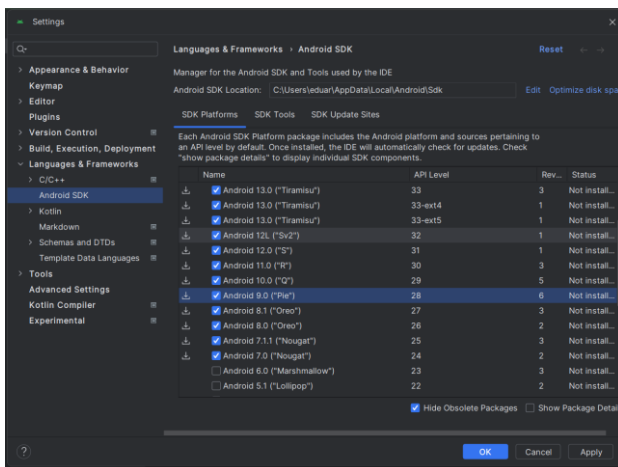 Settings
Languages & Frameworks › Android SDK
Reset
Appearance & Behavior
Manager for the Android SDK and Tools used by the IDE
Keymap
Android SDK Location: C:\Users\eduar\AppData\Local\Android\Sdk Edit Optimize disk spa
Editor
Plugins
SDK Platforms SDK Tools SDK Update Sites
Version Control
Each Android SDK Platform package includes the Android platform and sources pertaining to
Build, Execution, Deployment
an API level by default. Once installed, the IDE will automatically check for updates. Check
Languages & Frameworks
"show package details" to display individual SDK components.
C/C++
Name API Level Rev... Status
Android SDK
Android 13.0 ("Tiramisu") 33 3 Not install...
Kotlin
Android 13.0 ("Tiramisu") 33-ext4 1 Not install...
Markdown
Android 13.0 ("Tiramisu") 33-ext5 1 Not install...
Schemas and DTDs
Android 12L ("Sv2") 32 1 Not install...
Template Data Languages
Android 12.0 ("S") 31 1 Not install...
Tools
Android 11.0 ("R") 30 3 Not install...
Advanced Settings
Android 10.0 ("Q") 29 5 Not install...
Kotlin Compiler
Android 9.0 ("Pie") 28 6 Not install...
Experimental
Android 8.1 ("Oreo") 27 3 Not install...
Android 8.0 ("Oreo") 26 2 Not install...
Android 7.1.1 ("Nougat") 25 3 Not install...
Android 7.0 ("Nougat") 24 2 Not install...
Android 6.0 ("Marshmallow") 23 3 Not install...
Android 5.1 ("Lollipop") 22 2 Not install...
Hide Obsolete Packages Show Package Detai
? OK Cancel Apply